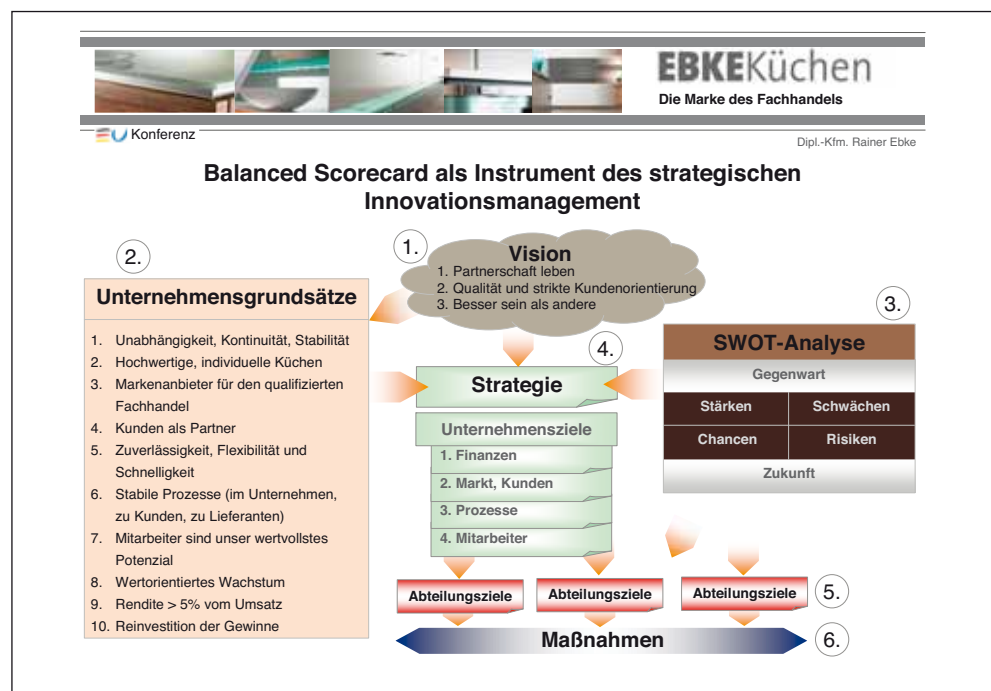 EBKEKüchen
Die Marke des Fachhandels
Konferenz
Dipl.-Kfm. Rainer Ebke
Balanced Scorecard als Instrument des strategischen
Innovationsmanagement
1.
Vision
1. Partnerschaft leben
2. Qualität und strikte Kundenorientierung
3. Besser sein als andere
2.
Unternehmensgrundsätze
1. Unabhängigkeit, Kontinuität, Stabilität
2. Hochwertige, individuelle Küchen
3. Markenanbieter für den qualifizierten
Fachhandel
4. Kunden als Partner
5. Zuverlässigkeit, Flexibilität und
Schnelligkeit
6. Stabile Prozesse (im Unternehmen,
zu Kunden, zu Lieferanten)
7. Mitarbeiter sind unser wertvollstes
Potenzial
8. Wertorientiertes Wachstum
9. Rendite > 5% vom Umsatz
10. Reinvestition der Gewinne
3.
SWOT-Analyse
Gegenwart
Stärken
Schwächen
Chancen
Risiken
Zukunft
4.
Strategie
Unternehmensziele
1. Finanzen
2. Markt, Kunden
3. Prozesse
4. Mitarbeiter
Abteilungsziele
Abteilungsziele
Abteilungsziele
5.
Maßnahmen
6.